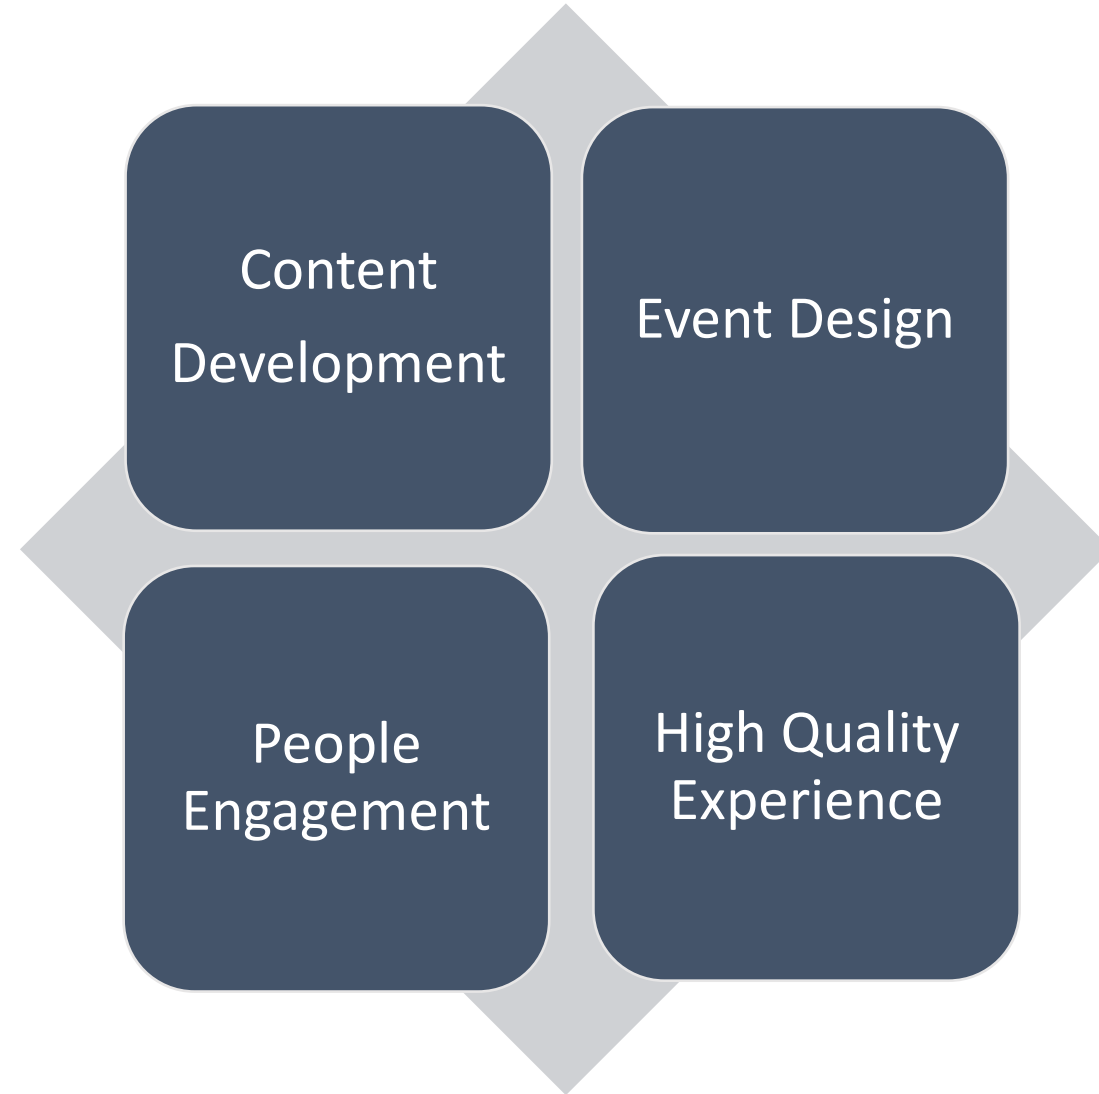 Content
Development
Event Design
People
Engagement
High Quality
Experience